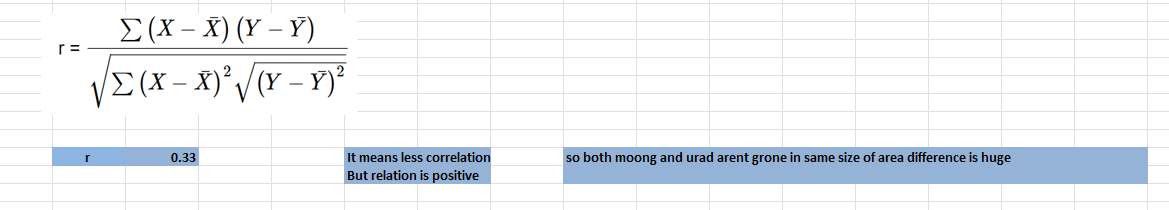 r = ∑ (X – X̄) (Y – Ȳ)
√∑ (X – X̄)² √(Y – Ȳ)²
r 0.33 It means less correlation so both moong and urad arent grone in same size of area difference is huge
But relation is positive